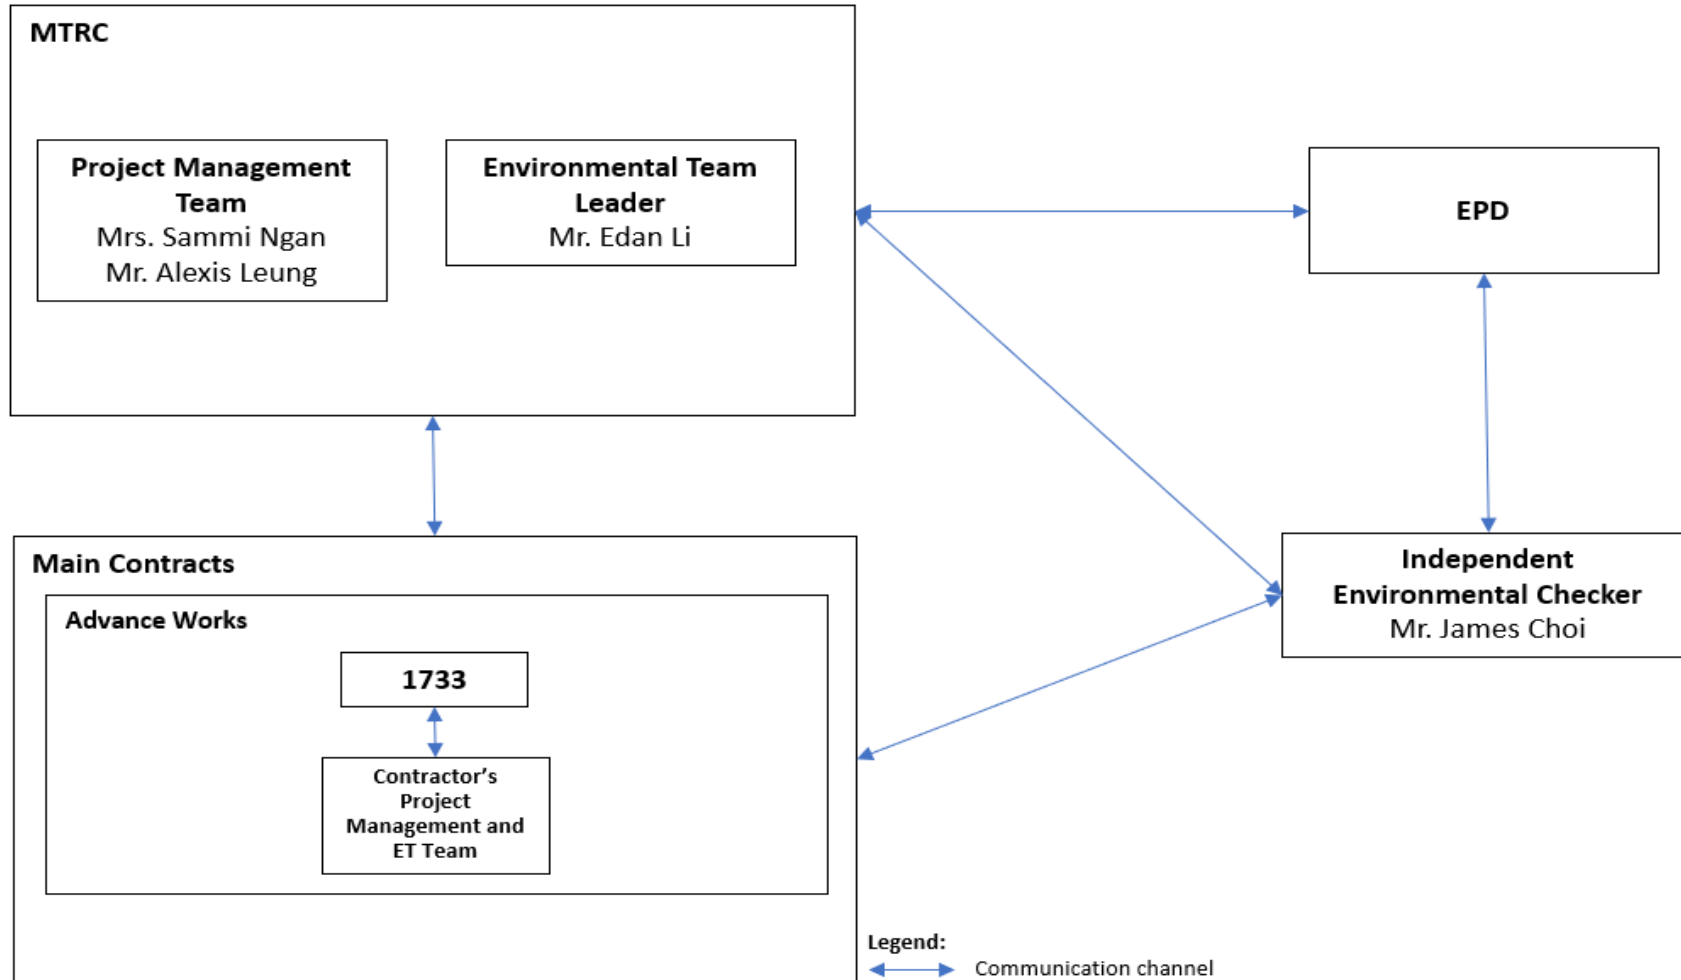 MTRC
Project Management
Team
Mrs. Sammi Ngan
Mr. Alexis Leung
Environmental Team
Leader
Mr. Edan Li
EPD
Main Contracts
Advance Works
1733
Contractor's
Project
Management and
ET Team
Independent
Environmental Checker
Mr. James Choi
Legend:
Communication channel